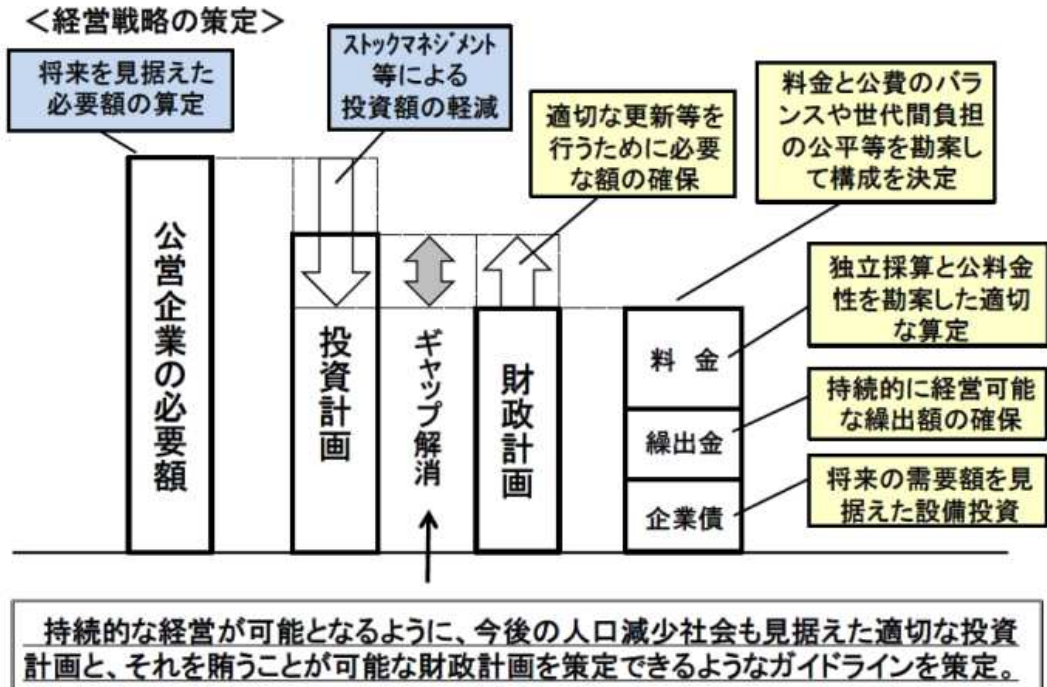 ＜経営戦略の策定＞
将来を見据えた
必要額の算定
ストックマネジメント
等による
投資額の軽減
適切な更新等を
行うために必要
な額の確保
料金と公費のバラ
ンスや世代間負担
の公平等を勘案し
て構成を決定
公営企業の必要額
投資計画
ギャップ解消
財政計画
料 金
繰出金
企業債
独立採算と公料金
性を勘案した適切
な算定
持続的に経営可能
な繰出額の確保
将来の需要額を見
据えた設備投資
持続的な経営が可能となるように、今後の人口減少社会も見据えた適切な投資
計画と、それを賄うことが可能な財政計画を策定できるようなガイドラインを策定。